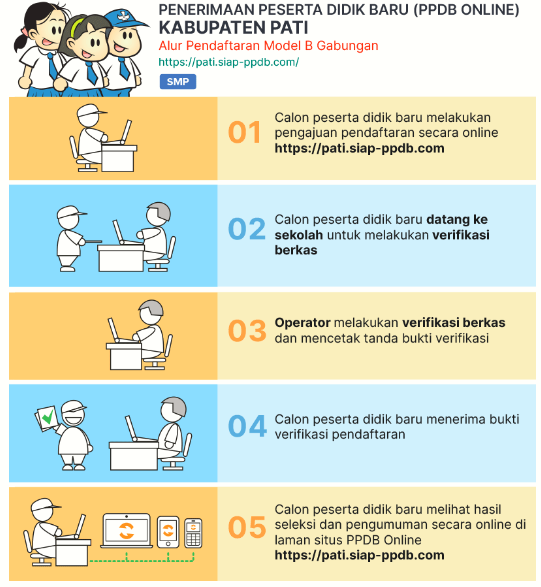 PENERIMAAN PESERTA DIDIK BARU (PPDB ONLINE)
KABUPATEN PATI
Alur Pendaftaran Model B Gabungan
https://pati.siap-ppdb.com/
SMP
01
Calon peserta didik baru melakukan
pengajuan pendaftaran secara online
https://pati.siap-ppdb.com
02
Calon peserta didik baru datang ke
sekolah untuk melakukan verifikasi
berkas
03
Operator melakukan verifikasi berkas
dan mencetak tanda bukti verifikasi
04
Calon peserta didik baru menerima bukti
verifikasi pendaftaran
05
Calon peserta didik baru melihat hasil
seleksi dan pengumuman secara online di
laman situs PPDB Online
https://pati.siap-ppdb.com